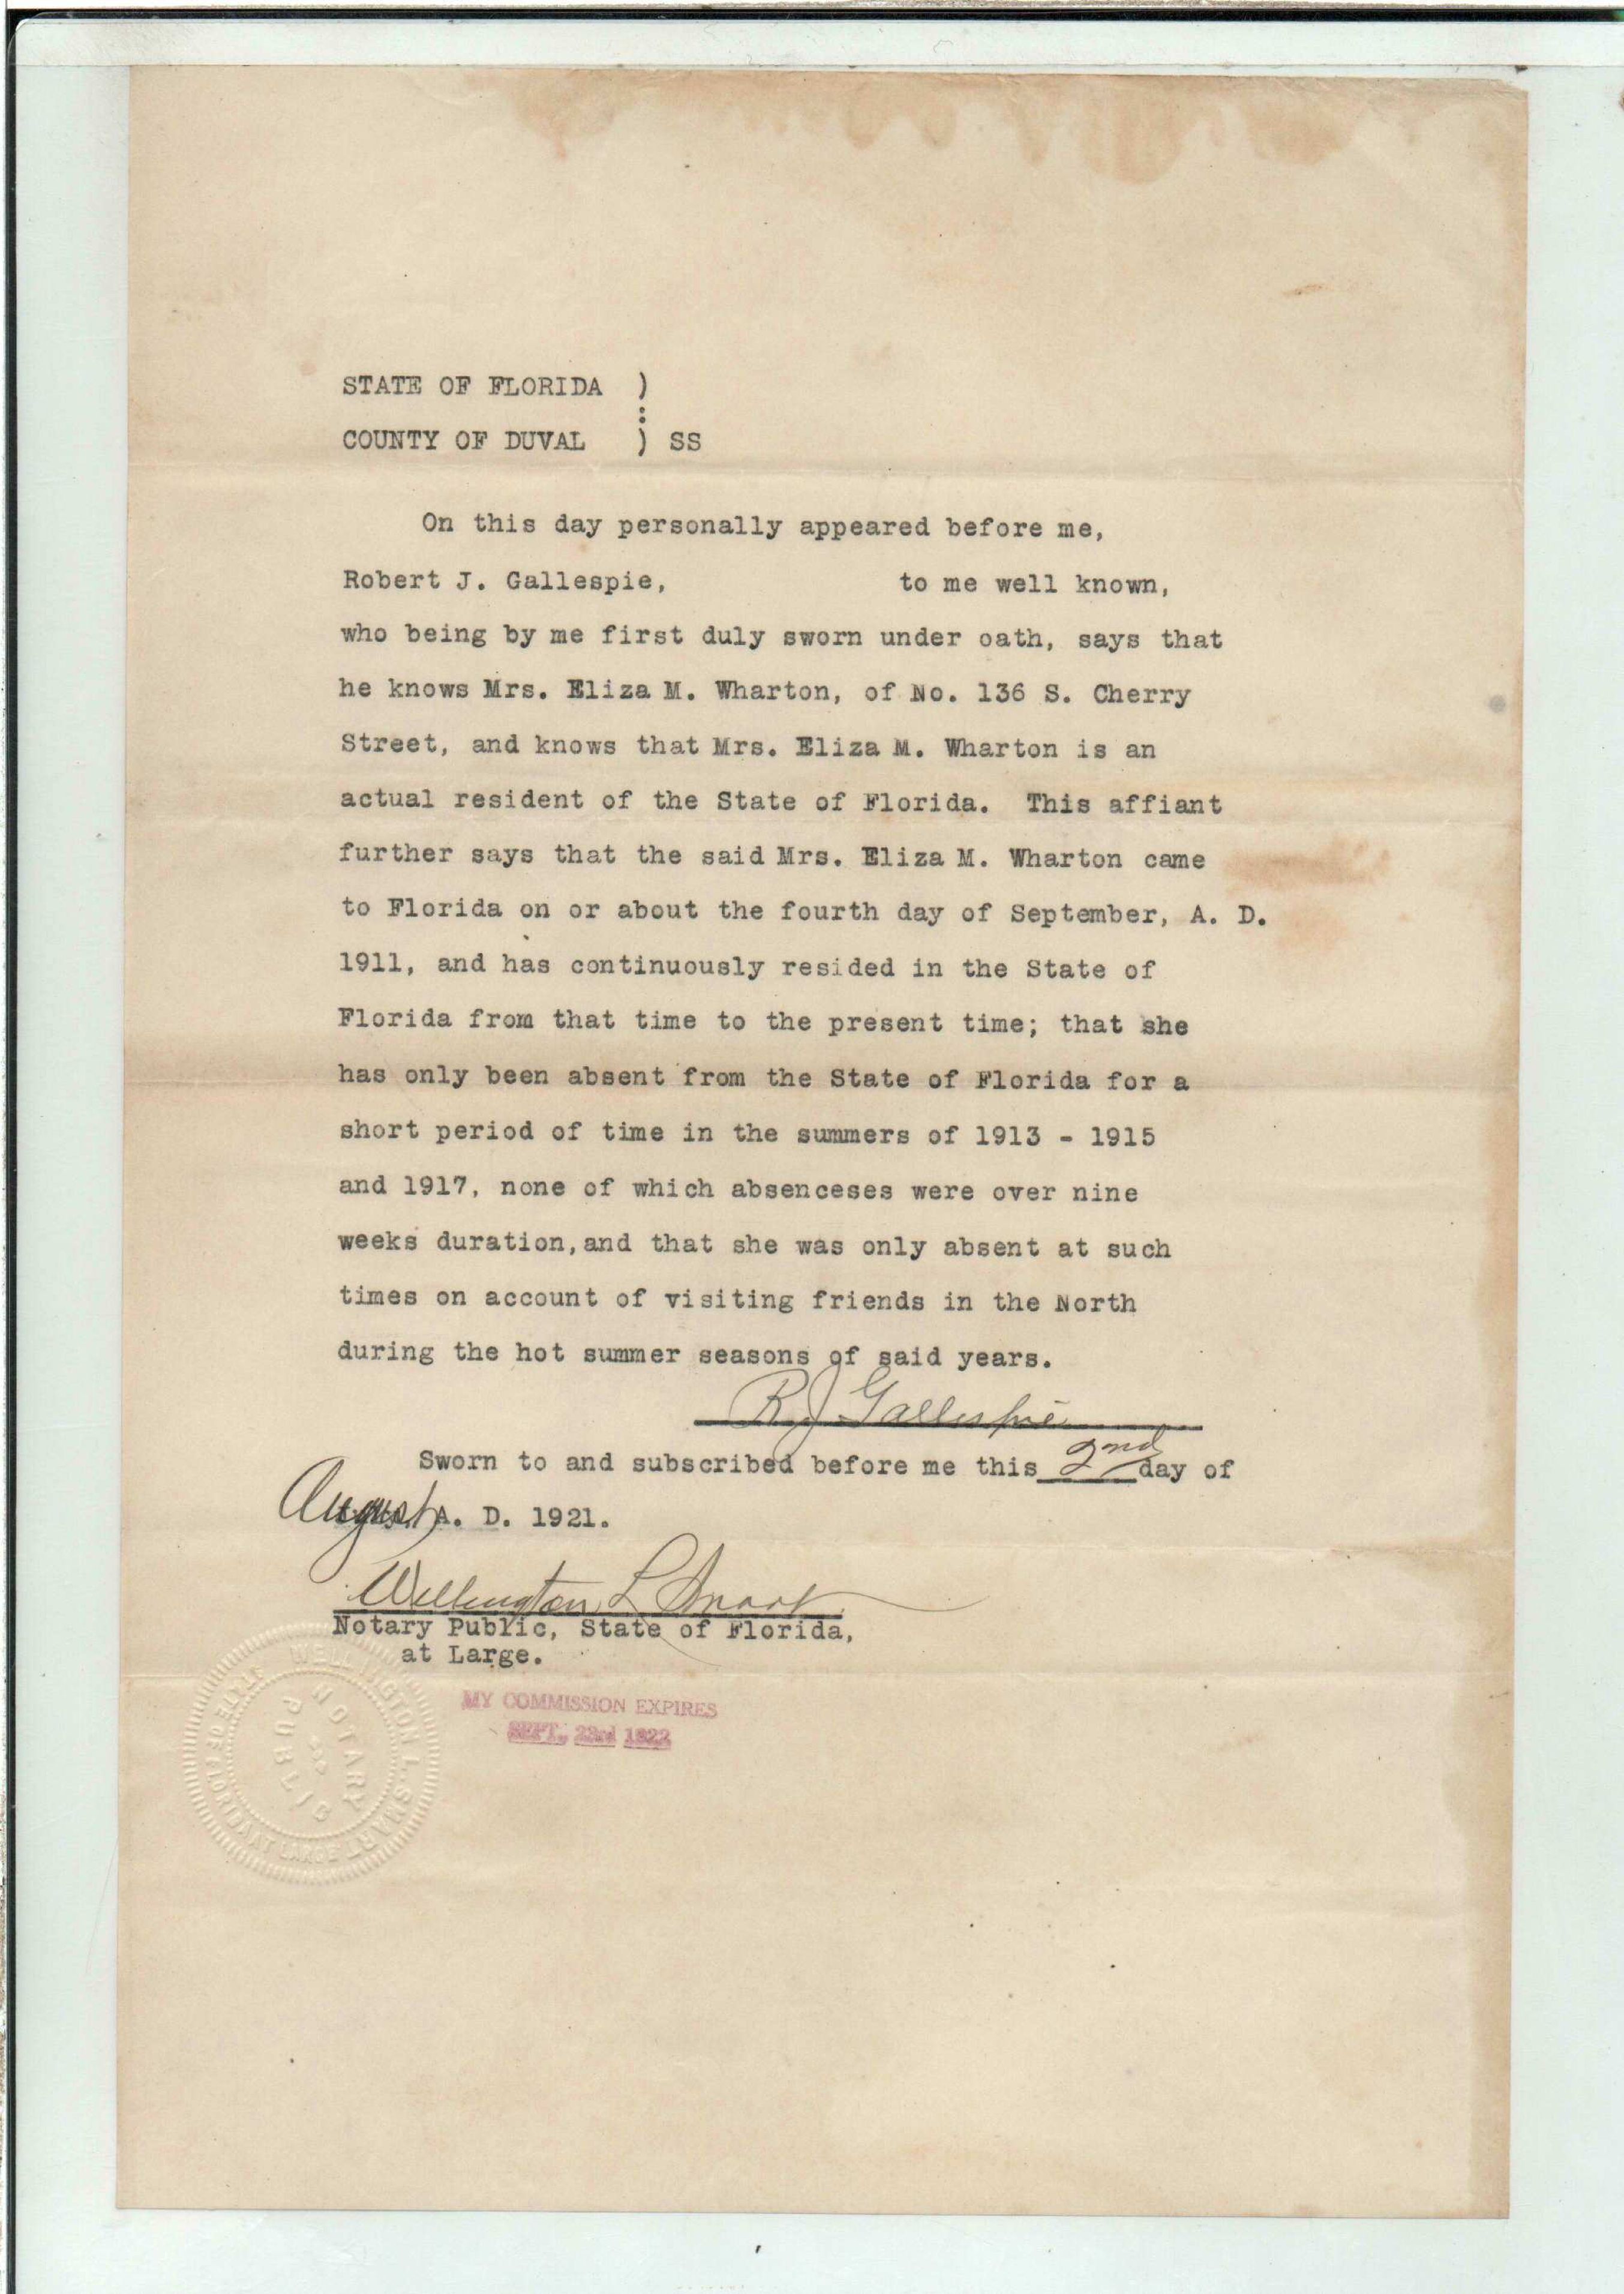 STATE OF FLORIDA )
:
COUNTY OF DUVAL ) SS
On this day personally appeared before me,
Robert J. Gallespie, to me well known,
who being by me first duly sworn under oath, says that
he knows Mrs. Eliza M. Wharton, of No. 136 S. Cherry
Street, and knows that Mrs. Eliza M. Wharton is an
actual resident of the State of Florida. This affiant
further says that the said Mrs. Eliza M. Wharton came
to Florida on or about the fourth day of September, A. D.
1911, and has continuously resided in the State of
Florida from that time to the present time; that she
has only been absent from the State of Florida for a
short period of time in the summers of 1913 - 1915
and 1917, none of which absenceses were over nine
weeks duration, and that she was only absent at such
times on account of visiting friends in the North
during the hot summer seasons of said years.
R J Gallespie
Sworn to and subscribed before me this 2nd day of
August A. D. 1921.
Wellington L Smart
Notary Public, State of Florida,
at Large.
MY COMMISSION EXPIRES
SEPT. 23rd 1922
WELLINGTON L. SMART
NOTARY PUBLIC
STATE OF FLORIDA AT LARGE